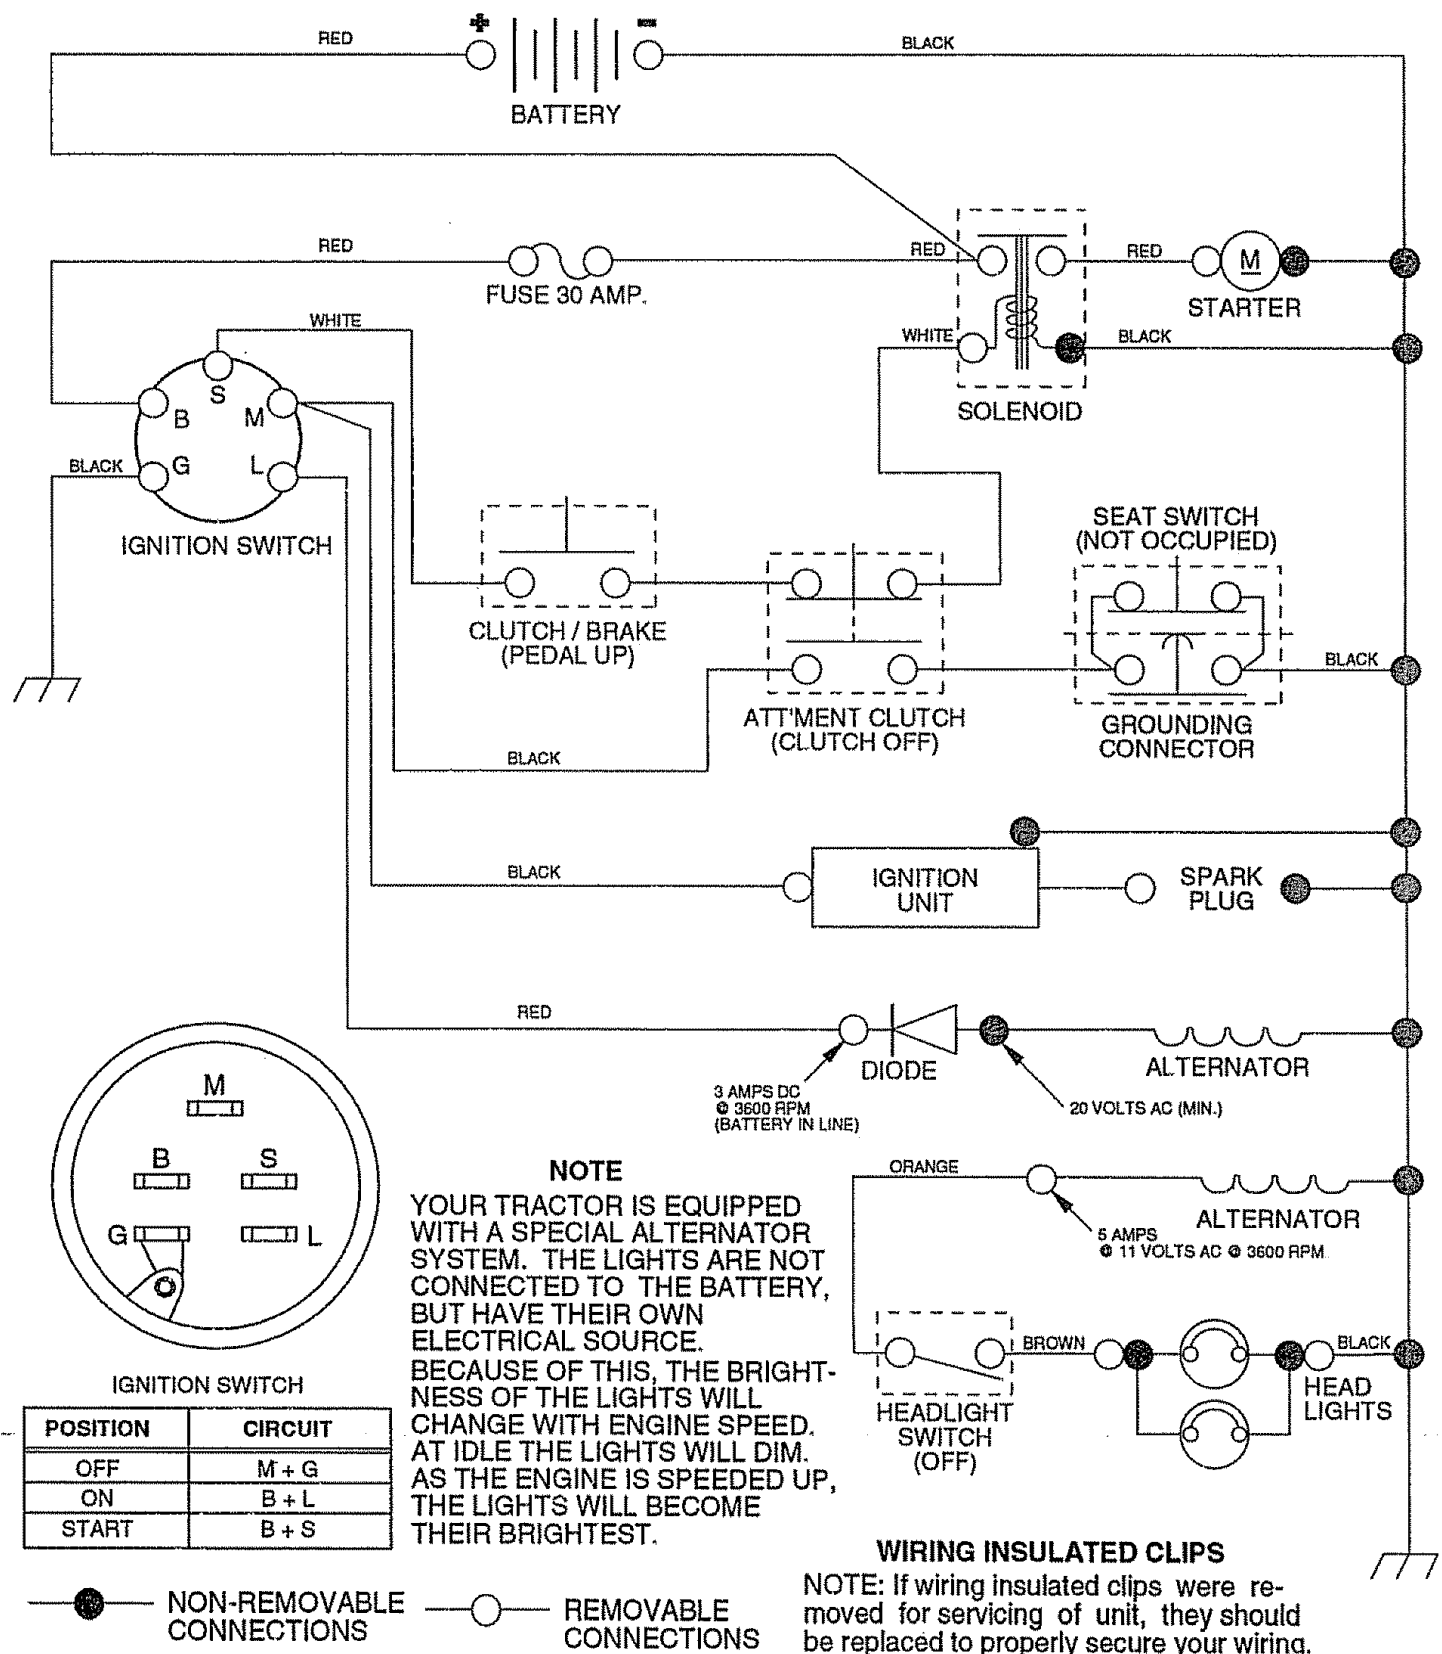 +
-
RED
BLACK
BATTERY
RED
FUSE 30 AMP.
RED
RED
M
STARTER
WHITE
WHITE
BLACK
SOLENOID
S
B
M
G
L
BLACK
IGNITION SWITCH
SEAT SWITCH
(NOT OCCUPIED)
CLUTCH / BRAKE
(PEDAL UP)
BLACK
ATT'MENT CLUTCH
(CLUTCH OFF)
GROUNDING
CONNECTOR
BLACK
BLACK
IGNITION
UNIT
SPARK
PLUG
RED
DIODE
ALTERNATOR
3 AMPS DC
@ 3600 RPM
(BATTERY IN LINE)
20 VOLTS AC (MIN.)
M
B
S
G
L
IGNITION SWITCH
POSITION CIRCUIT
OFF M + G
ON B + L
START B + S
NOTE
YOUR TRACTOR IS EQUIPPED
WITH A SPECIAL ALTERNATOR
SYSTEM. THE LIGHTS ARE NOT
CONNECTED TO THE BATTERY,
BUT HAVE THEIR OWN
ELECTRICAL SOURCE.
BECAUSE OF THIS, THE BRIGHT-
NESS OF THE LIGHTS WILL
CHANGE WITH ENGINE SPEED.
AT IDLE THE LIGHTS WILL DIM.
AS THE ENGINE IS SPEEDED UP,
THE LIGHTS WILL BECOME
THEIR BRIGHTEST.
ORANGE
ALTERNATOR
5 AMPS
@ 11 VOLTS AC @ 3600 RPM
BROWN
BLACK
HEADLIGHT
SWITCH
(OFF)
HEAD
LIGHTS
NON-REMOVABLE
CONNECTIONS
REMOVABLE
CONNECTIONS
WIRING INSULATED CLIPS
NOTE: If wiring insulated clips were re-
moved for servicing of unit, they should
be replaced to properly secure your wiring.